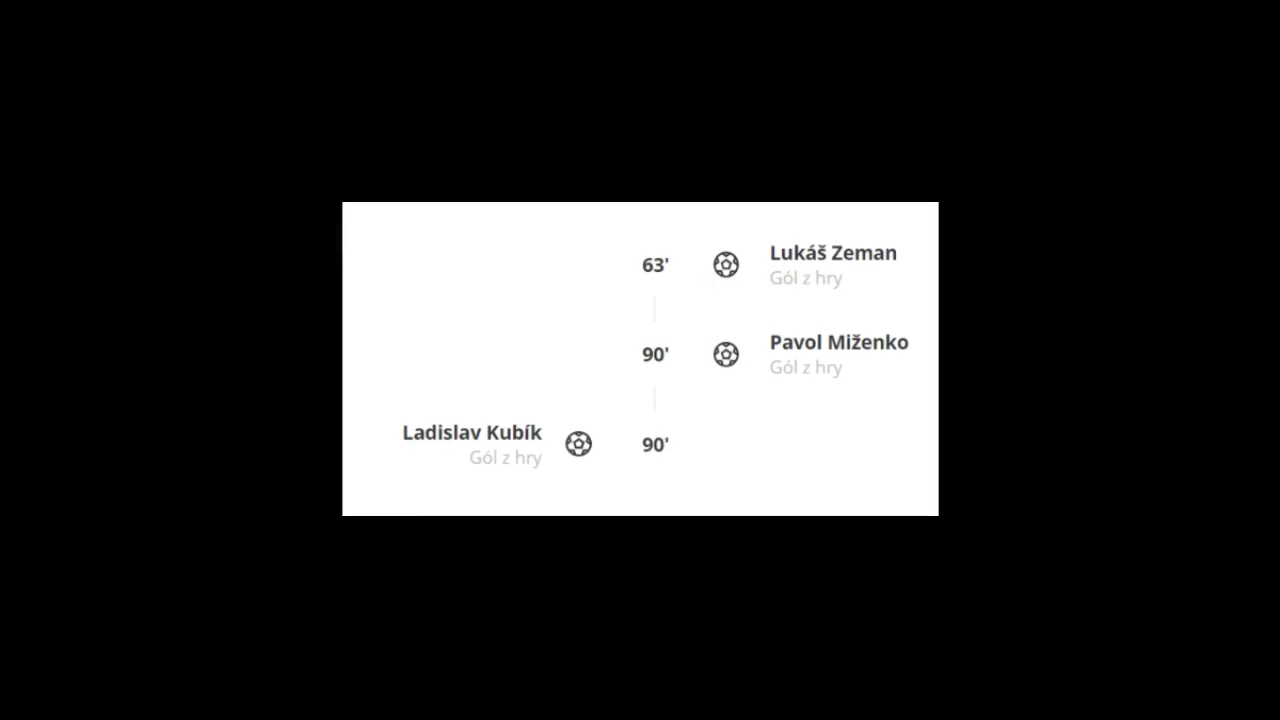 63'
Lukáš Zeman
Gól z hry
90'
Pavol Miženko
Gól z hry
Ladislav Kubík
Gól z hry
90'